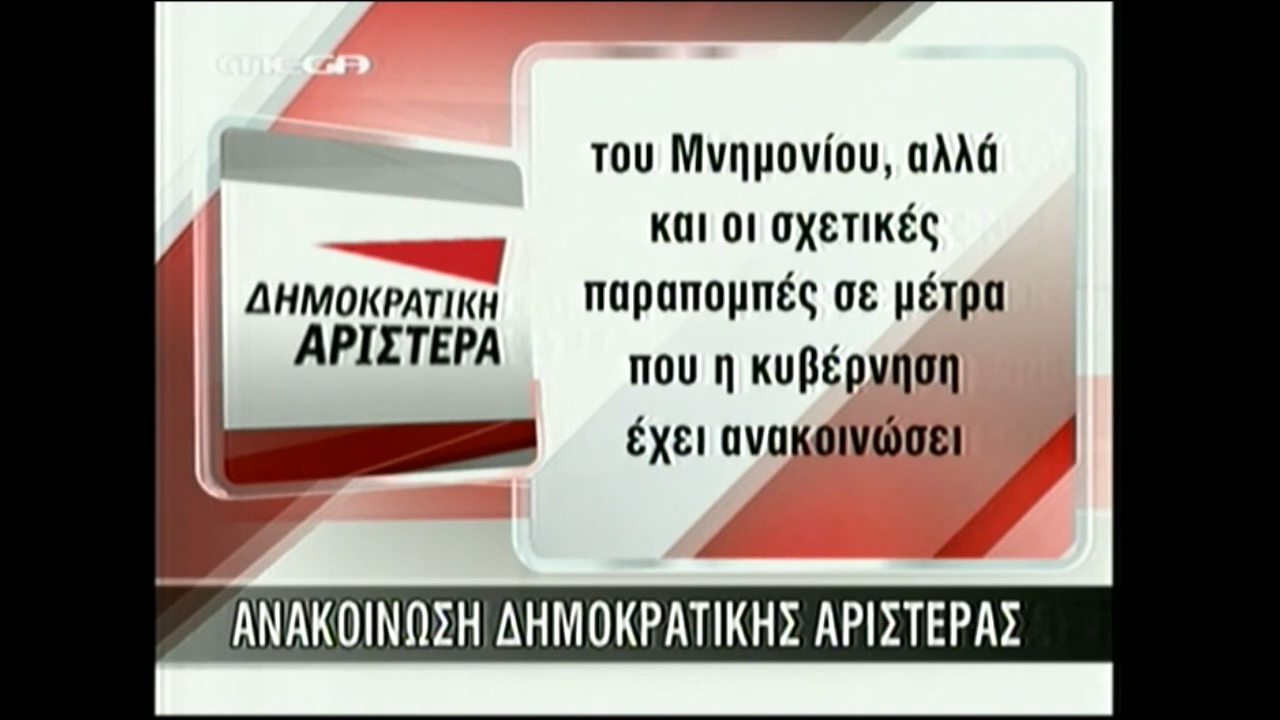 MEGA
ΔΗΜΟΚΡΑΤΙΚΗ
ΑΡΙΣΤΕΡΑ
του Μνημονίου, αλλά
και οι σχετικές
παραπομπές σε μέτρα
που η κυβέρνηση
έχει ανακοινώσει
ΑΝΑΚΟΙΝΩΣΗ ΔΗΜΟΚΡΑΤΙΚΗΣ ΑΡΙΣΤΕΡΑΣ